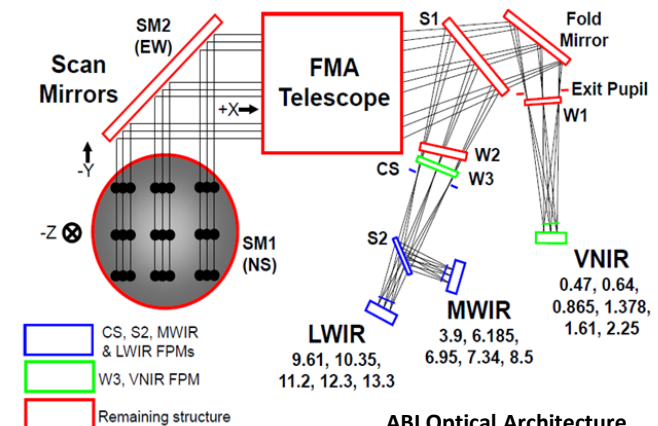 SM2
(EW)
Scan
Mirrors
FMA
Telescope
+X
S1
Fold
Mirror
Exit Pupil
W1
W2
W3
CS
-Y
-Z
SM1
(NS)
S2
VNIR
0.47, 0.64,
0.865, 1.378,
1.61, 2.25
MWIR
3.9, 6.185,
6.95, 7.34, 8.5
LWIR
9.61, 10.35,
11.2, 12.3, 13.3
CS, S2, MWIR
& LWIR FPMs
W3, VNIR FPM
Remaining structure
ABI Optical Architecture